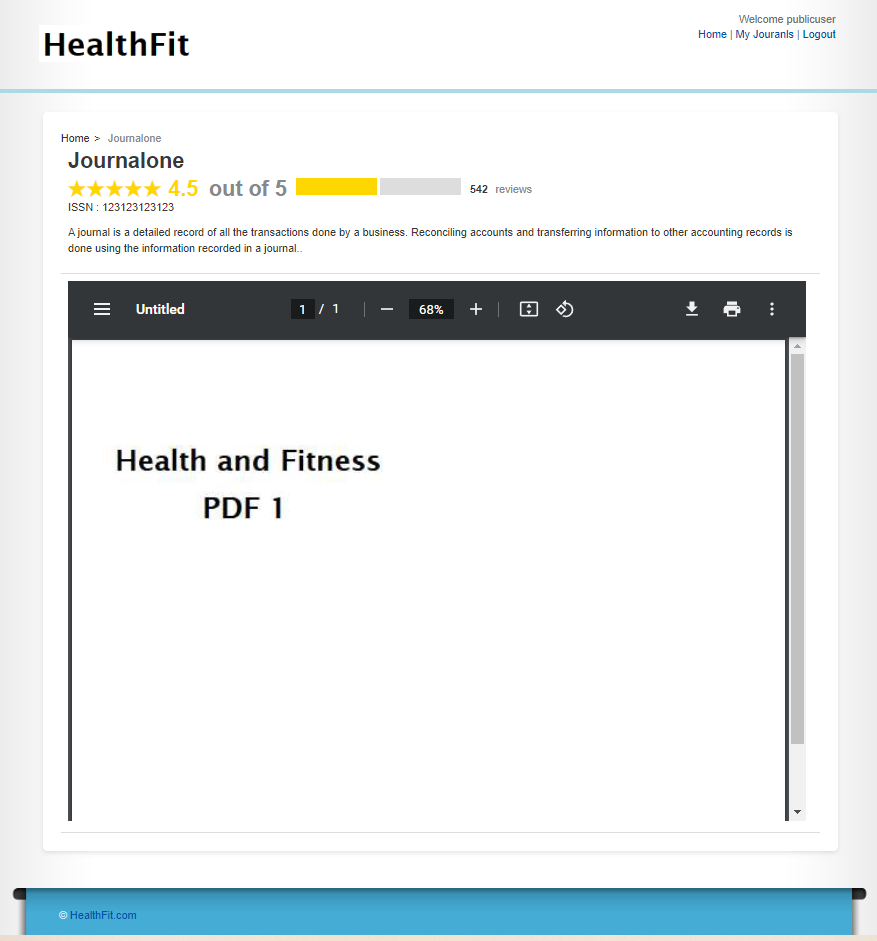 Welcome publicuser
HealthFit
Home | My Jouranls | Logout
Home > Journalone
Journalone
★★★★★ 4.5 out of 5 542 reviews
ISSN : 123123123123
A journal is a detailed record of all the transactions done by a business. Reconciling accounts and transferring information to other accounting records is
done using the information recorded in a journal..
Untitled 1 / 1 68%
Health and Fitness
PDF 1
© HealthFit.com